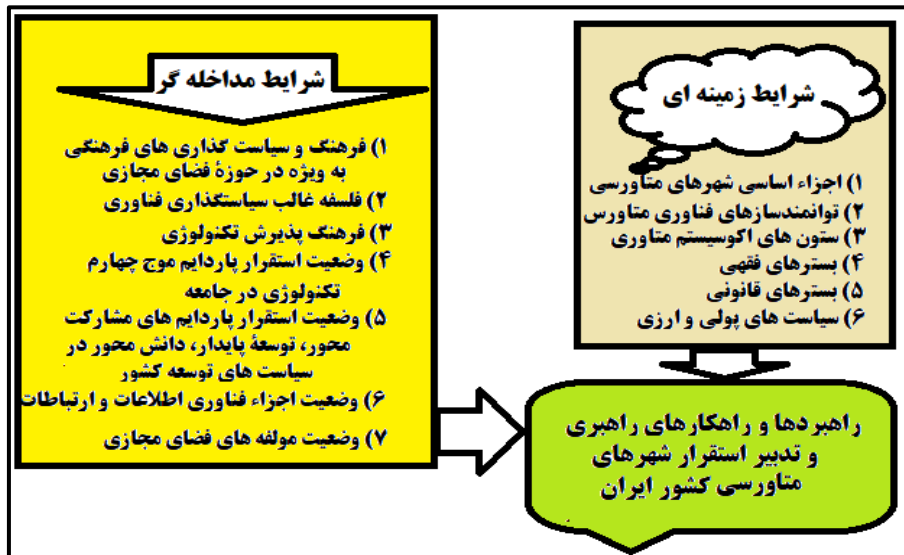 شرایط زمینه ای
۱) اجزاء اساسی شهرهای متاورسی
۲) توانمندسازهای فناوری متاورس
۳) ستون های اکوسیستم متاوری
۴) بسترهای فقهی
۵) بسترهای قانونی
۶) سیاست های پولی و ارزی
شرایط مداخله گر
۱) فرهنگ و سیاست گذاری های فرهنگی
به ویژه در حوزهٔ فضای مجازی
۲) فلسفه غالب سیاستگذاری فناوری
۳) فرهنگ پذیرش تکنولوژی
۴) وضعیت استقرار پاردایم موج چهارم
تکنولوژی در جامعه
۵) وضعیت استقرار پاردایم های مشارکت
محور، توسعهٔ پایدار، دانش محور در
سیاست های توسعه کشور
۶) وضعیت اجزاء فناوری اطلاعات و ارتباطات
۷) وضعیت مولفه های فضای مجازی
راهبردها و راهکارهای راهبری
و تدبیر استقرار شهرهای
متاورسی کشور ایران